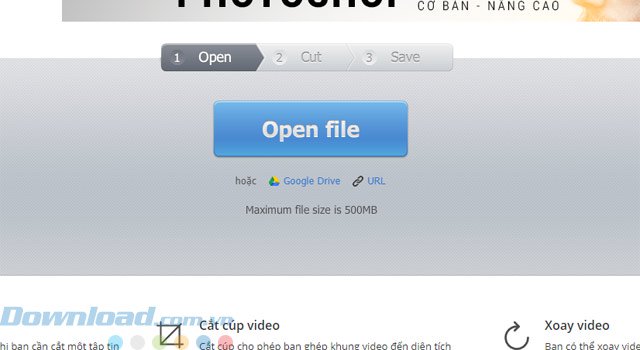 PHOTOSHOP
CƠ BẢN - NÂNG CAO
1 Open 2 Cut 3 Save
Open file
hoặc Google Drive URL
Maximum file size is 500MB
Download.com.vn
Cắt cúp video
Xoay video
hi bạn cần cắt một tập tin
Cắt cúp cho phép bạn ghép khung video đến diện tích
Bạn có thể xoay vide